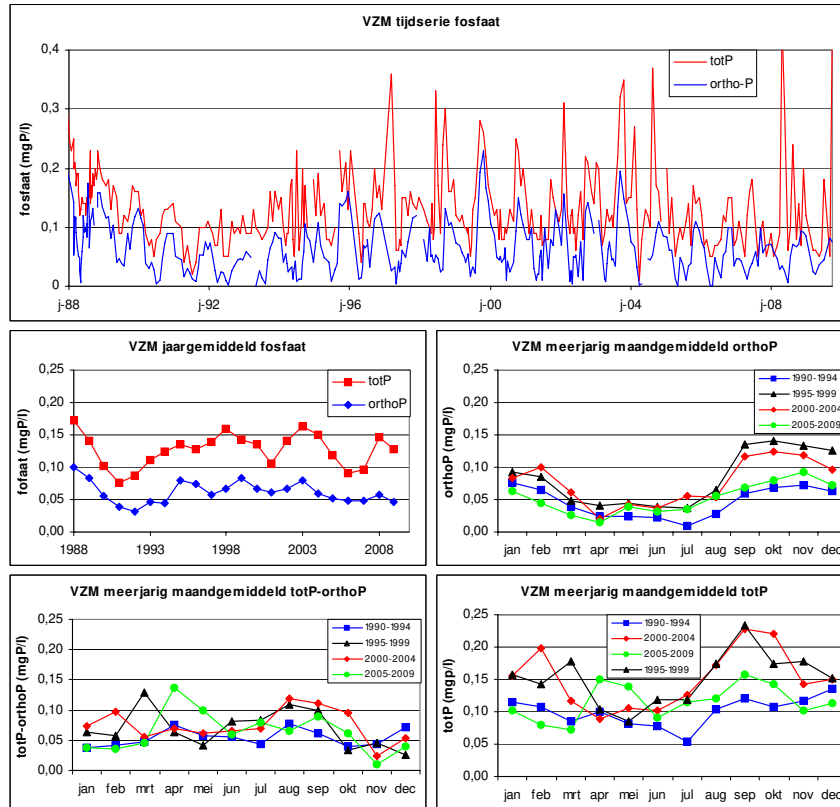 VZM tijdserie fosfaat
fosfaat (mgP/l)
0,4
0,3
0,2
0,1
0
totP
ortho-P
j-88 j-92 j-96 j-00 j-04 j-08
VZM jaargemiddeld fosfaat
fofaat (mgP/l)
0,25
0,20
0,15
0,10
0,05
0,00
totP
orthoP
1988 1993 1998 2003 2008
VZM meerjarig maandgemiddeld orthoP
orthoP (mgP/l)
0,25
0,20
0,15
0,10
0,05
0,00
1990-1994
1995-1999
2000-2004
2005-2009
jan feb mrt apr mei jun jul aug sep okt nov dec
VZM meerjarig maandgemiddeld totP-orthoP
totP-orthoP (mgP/l)
0,25
0,20
0,15
0,10
0,05
0,00
1990-1994
1995-1999
2000-2004
2005-2009
jan feb mrt apr mei jun jul aug sep okt nov dec
VZM meerjarig maandgemiddeld totP
totP (mgp/l)
0,25
0,20
0,15
0,10
0,05
0,00
1990-1994
2000-2004
2005-2009
1995-1999
jan feb mrt apr mei jun jul aug sep okt nov dec